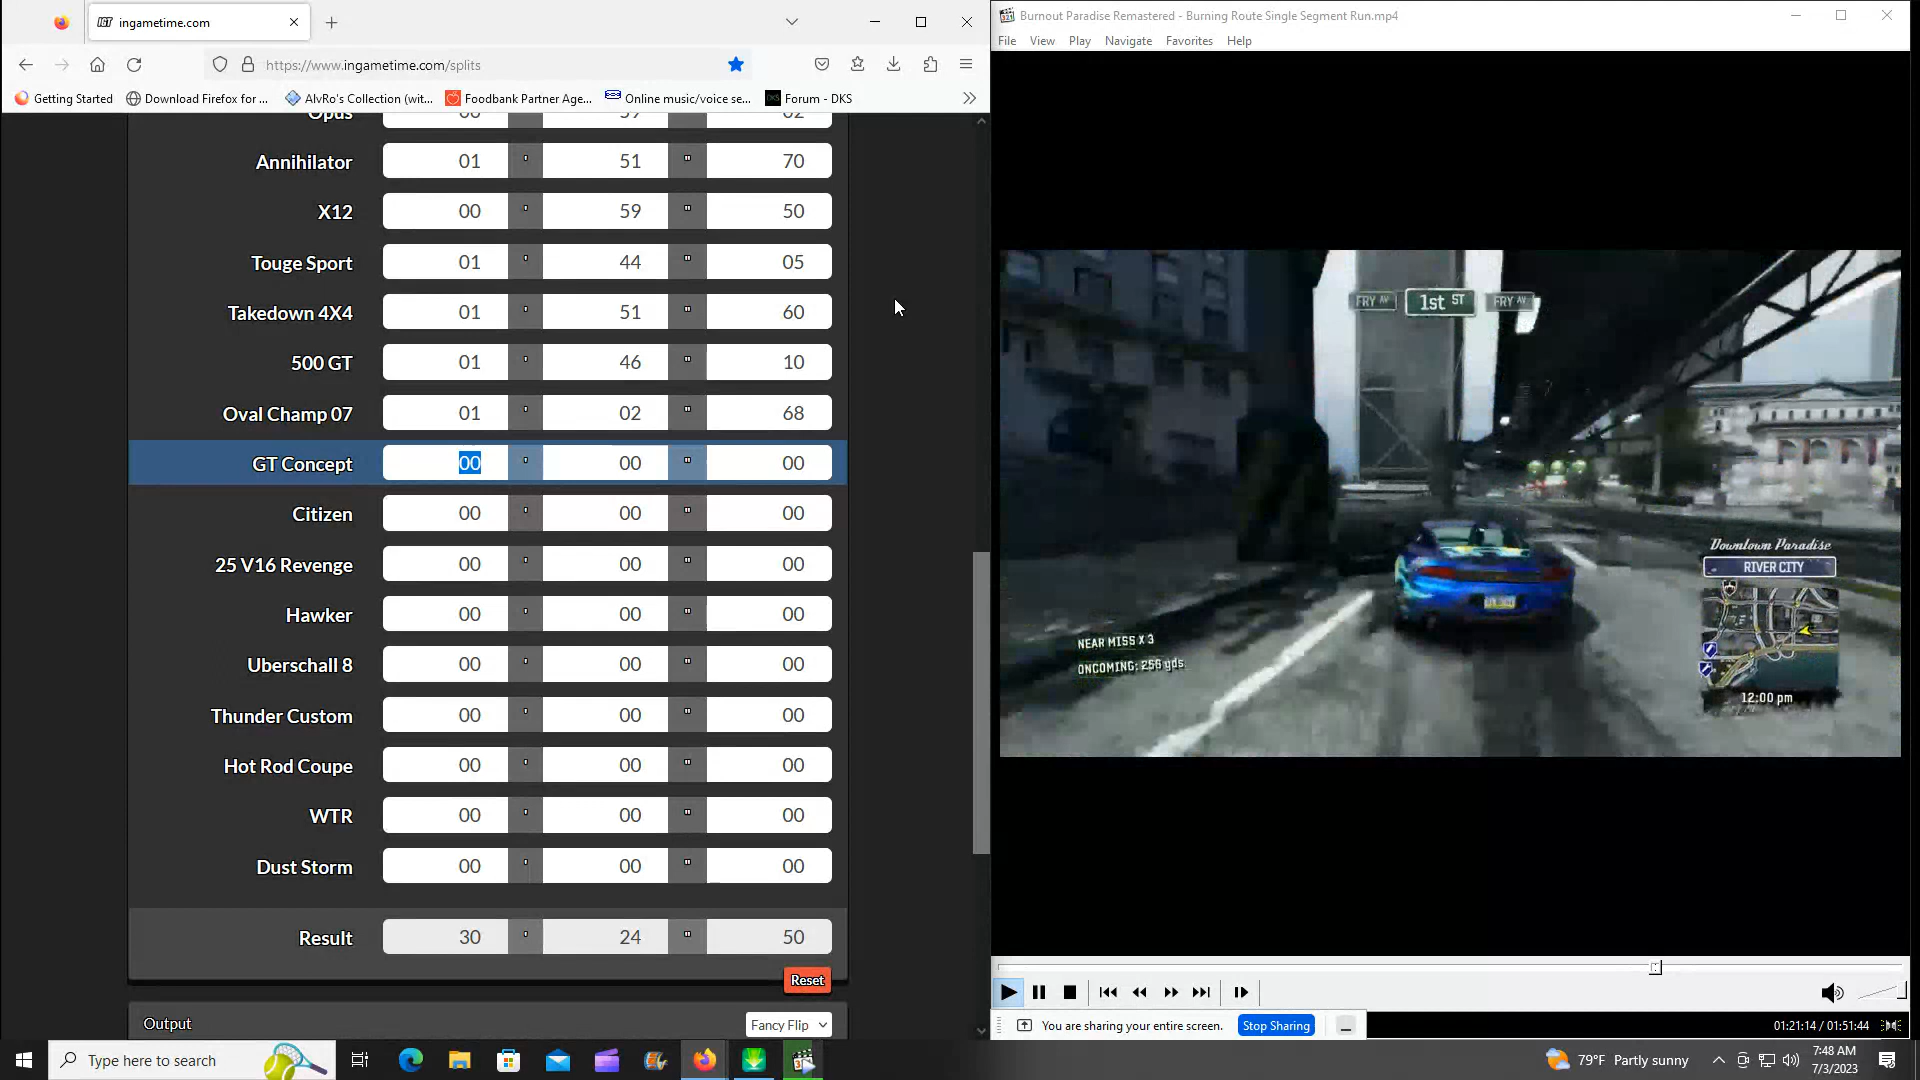 ingametime.com
https://www.ingametime.com/splits
Getting Started
Download Firefox for ...
AlvRo's Collection (wit...
Foodbank Partner Age...
Online music/voice se...
Forum - DKS
Opus 59 02
Annihilator 01 ' 51 " 70
X12 00 ' 59 " 50
Touge Sport 01 ' 44 " 05
Takedown 4X4 01 ' 51 " 60
500 GT 01 ' 46 " 10
Oval Champ 07 01 ' 02 " 68
GT Concept 00 ' 00 " 00
Citizen 00 ' 00 " 00
25 V16 Revenge 00 ' 00 " 00
Hawker 00 ' 00 " 00
Uberschall 8 00 ' 00 " 00
Thunder Custom 00 ' 00 " 00
Hot Rod Coupe 00 ' 00 " 00
WTR 00 ' 00 " 00
Dust Storm 00 ' 00 " 00
Result 30 ' 24 " 50
Reset
Output
Fancy Flip
Burnout Paradise Remastered - Burning Route Single Segment Run.mp4
File View Play Navigate Favorites Help
FRY AV 1st ST FRY AV
Downtown Paradise
RIVER CITY
NEAR MISS X 3
ONCOMING: 256 yds
12:00 pm
You are sharing your entire screen.
Stop Sharing
01:21:14 / 01:51:44
Type here to search
79°F Partly sunny
7:48 AM
7/3/2023